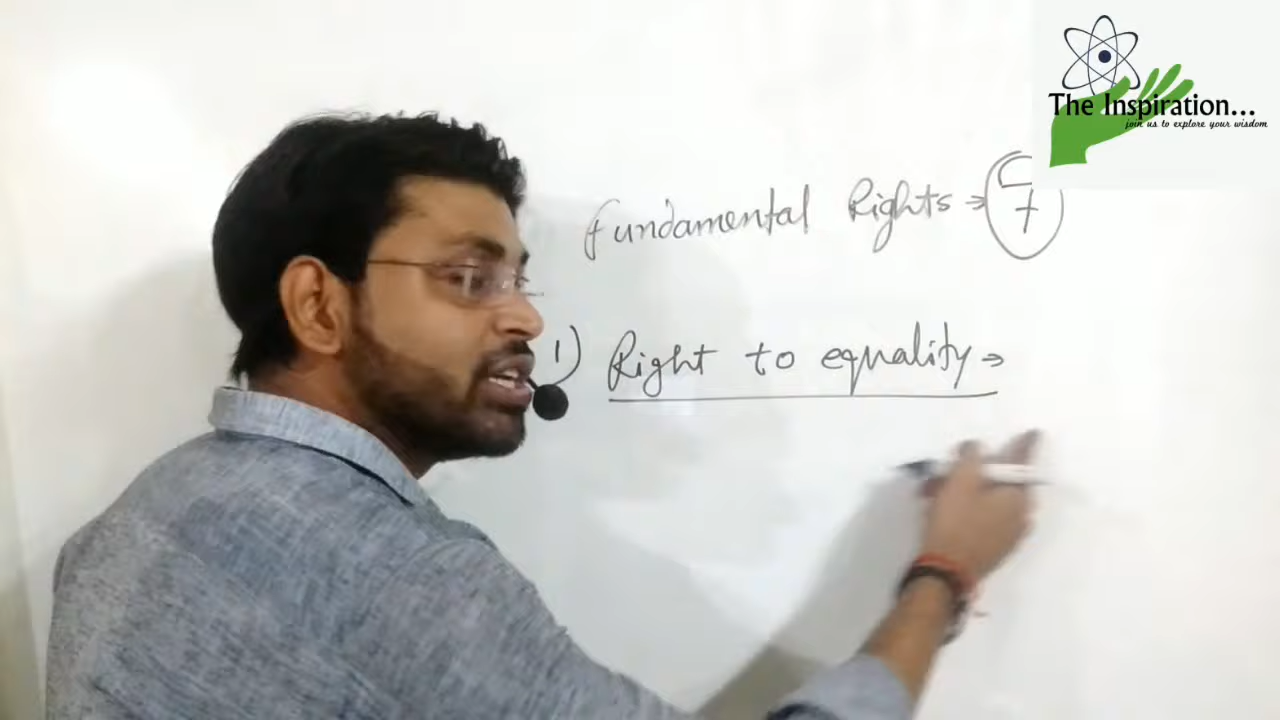 The Inspiration...
join us to explore your wisdom
Fundamental Rights → 7
1) Right to equality →